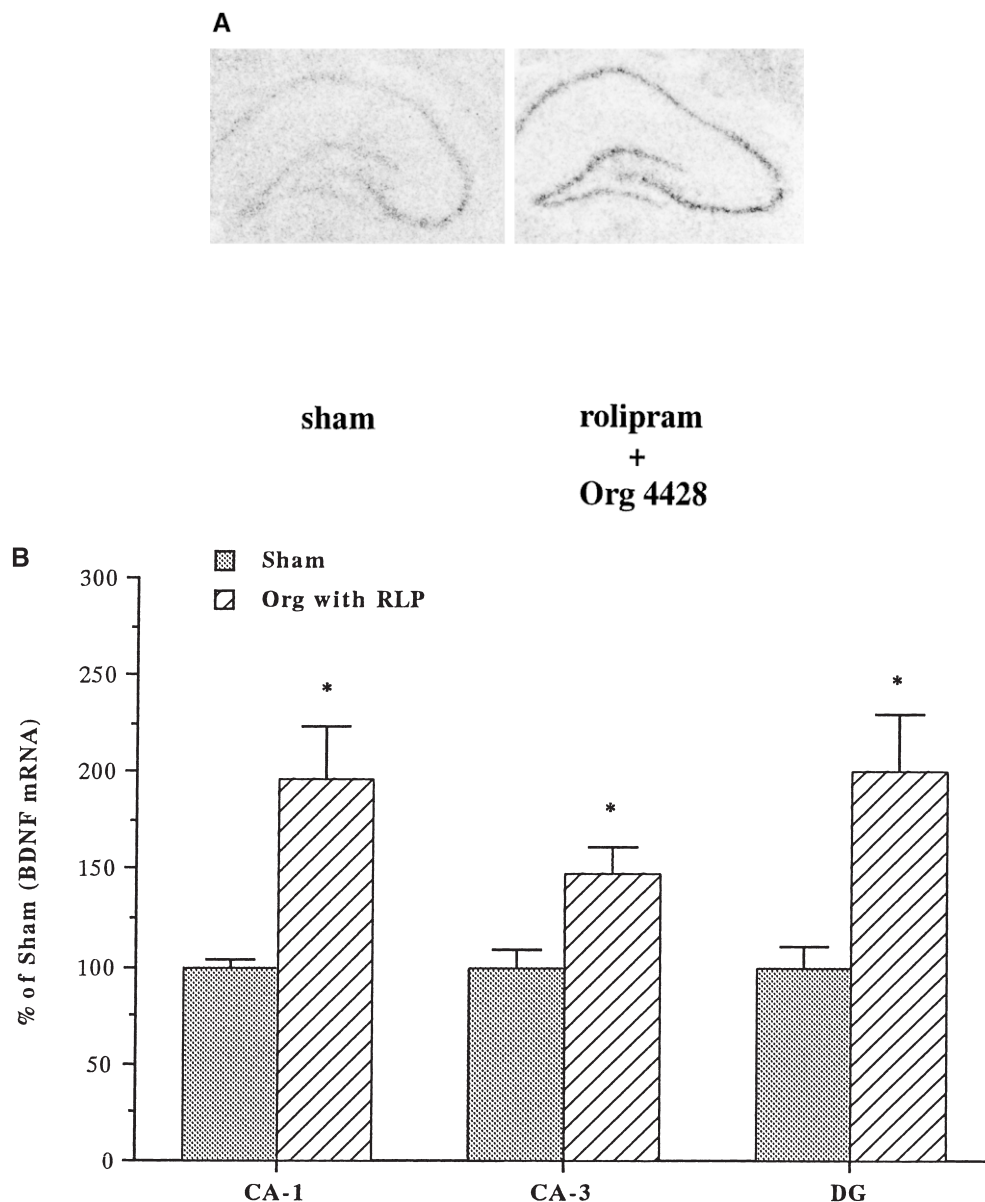 A
sham
rolipram
+
Org 4428
B
Sham
Org with RLP
% of Sham (BDNF mRNA)
300
250
200
150
100
50
0
*
*
*
CA-1
CA-3
DG